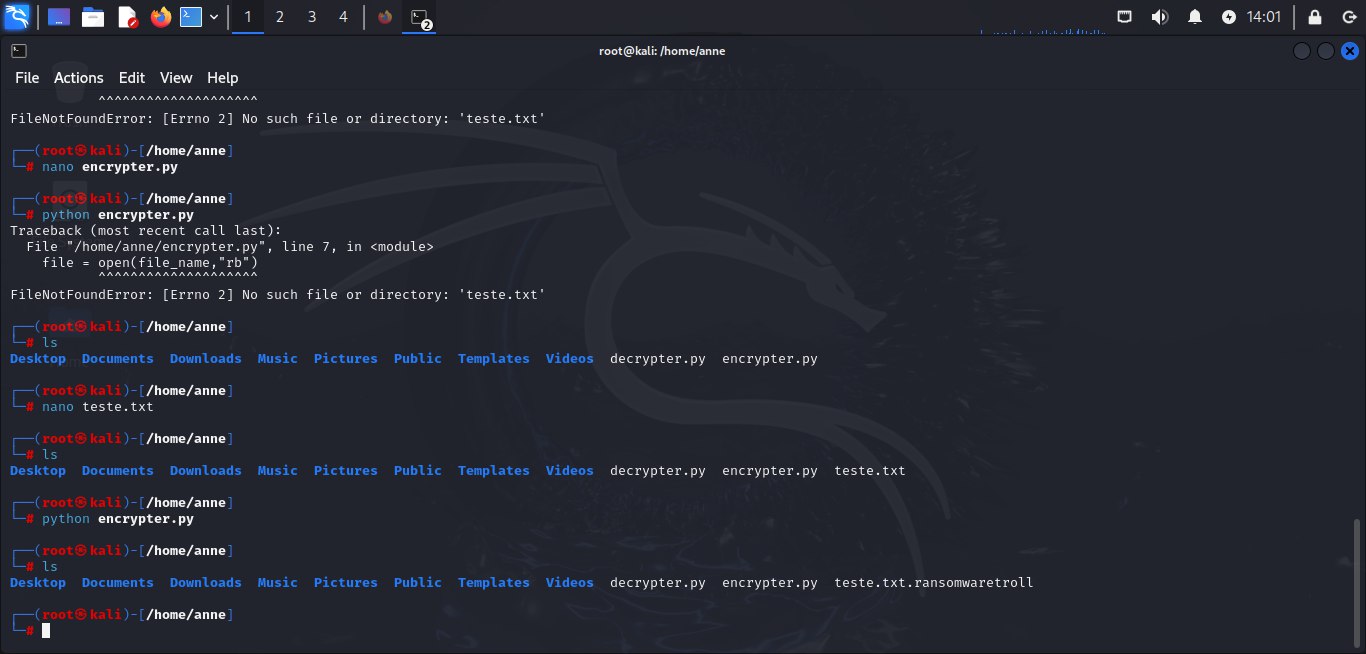 1 2 3 4 2 14:01
root@kali: /home/anne
File Actions Edit View Help
^^^^^^^^^^^^^^^^^^^^
FileNotFoundError: [Errno 2] No such file or directory: 'teste.txt'
┌──(root㉿kali)-[/home/anne]
└─# nano encrypter.py
┌──(root㉿kali)-[/home/anne]
└─# python encrypter.py
Traceback (most recent call last):
File "/home/anne/encrypter.py", line 7, in <module>
file = open(file_name,"rb")
^^^^^^^^^^^^^^^^^^^^
FileNotFoundError: [Errno 2] No such file or directory: 'teste.txt'
┌──(root㉿kali)-[/home/anne]
└─# ls
Desktop Documents Downloads Music Pictures Public Templates Videos decrypter.py encrypter.py
┌──(root㉿kali)-[/home/anne]
└─# nano teste.txt
┌──(root㉿kali)-[/home/anne]
└─# ls
Desktop Documents Downloads Music Pictures Public Templates Videos decrypter.py encrypter.py teste.txt
┌──(root㉿kali)-[/home/anne]
└─# python encrypter.py
┌──(root㉿kali)-[/home/anne]
└─# ls
Desktop Documents Downloads Music Pictures Public Templates Videos decrypter.py encrypter.py teste.txt.ransomwaretroll
┌──(root㉿kali)-[/home/anne]
└─#